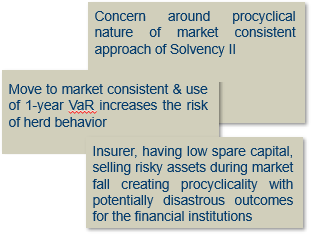 Concern around procyclical
nature of market consistent
approach of Solvency II
Move to market consistent & use
of 1-year VaR increases the risk
of herd behavior
Insurer, having low spare capital,
selling risky assets during market
fall creating procyclicality with
potentially disastrous outcomes
for the financial institutions